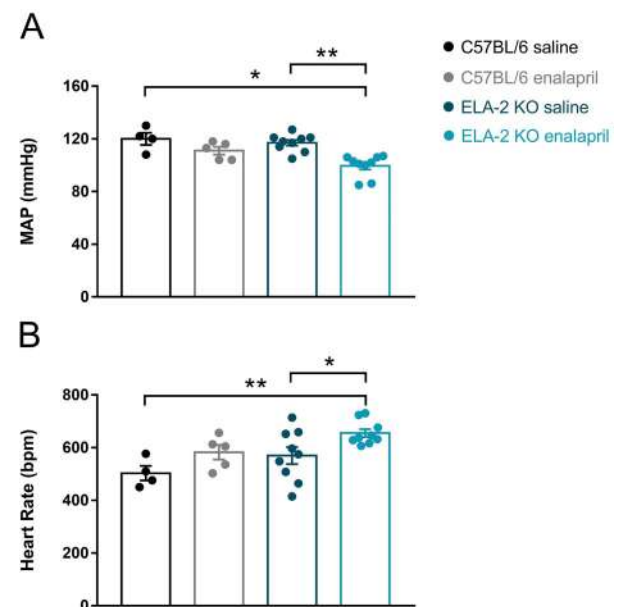 A
C57BL/6 saline
C57BL/6 enalapril
ELA-2 KO saline
ELA-2 KO enalapril
**
*
160
120
80
40
0
MAP (mmHg)
B
*
**
800
600
400
200
0
Heart Rate (bpm)